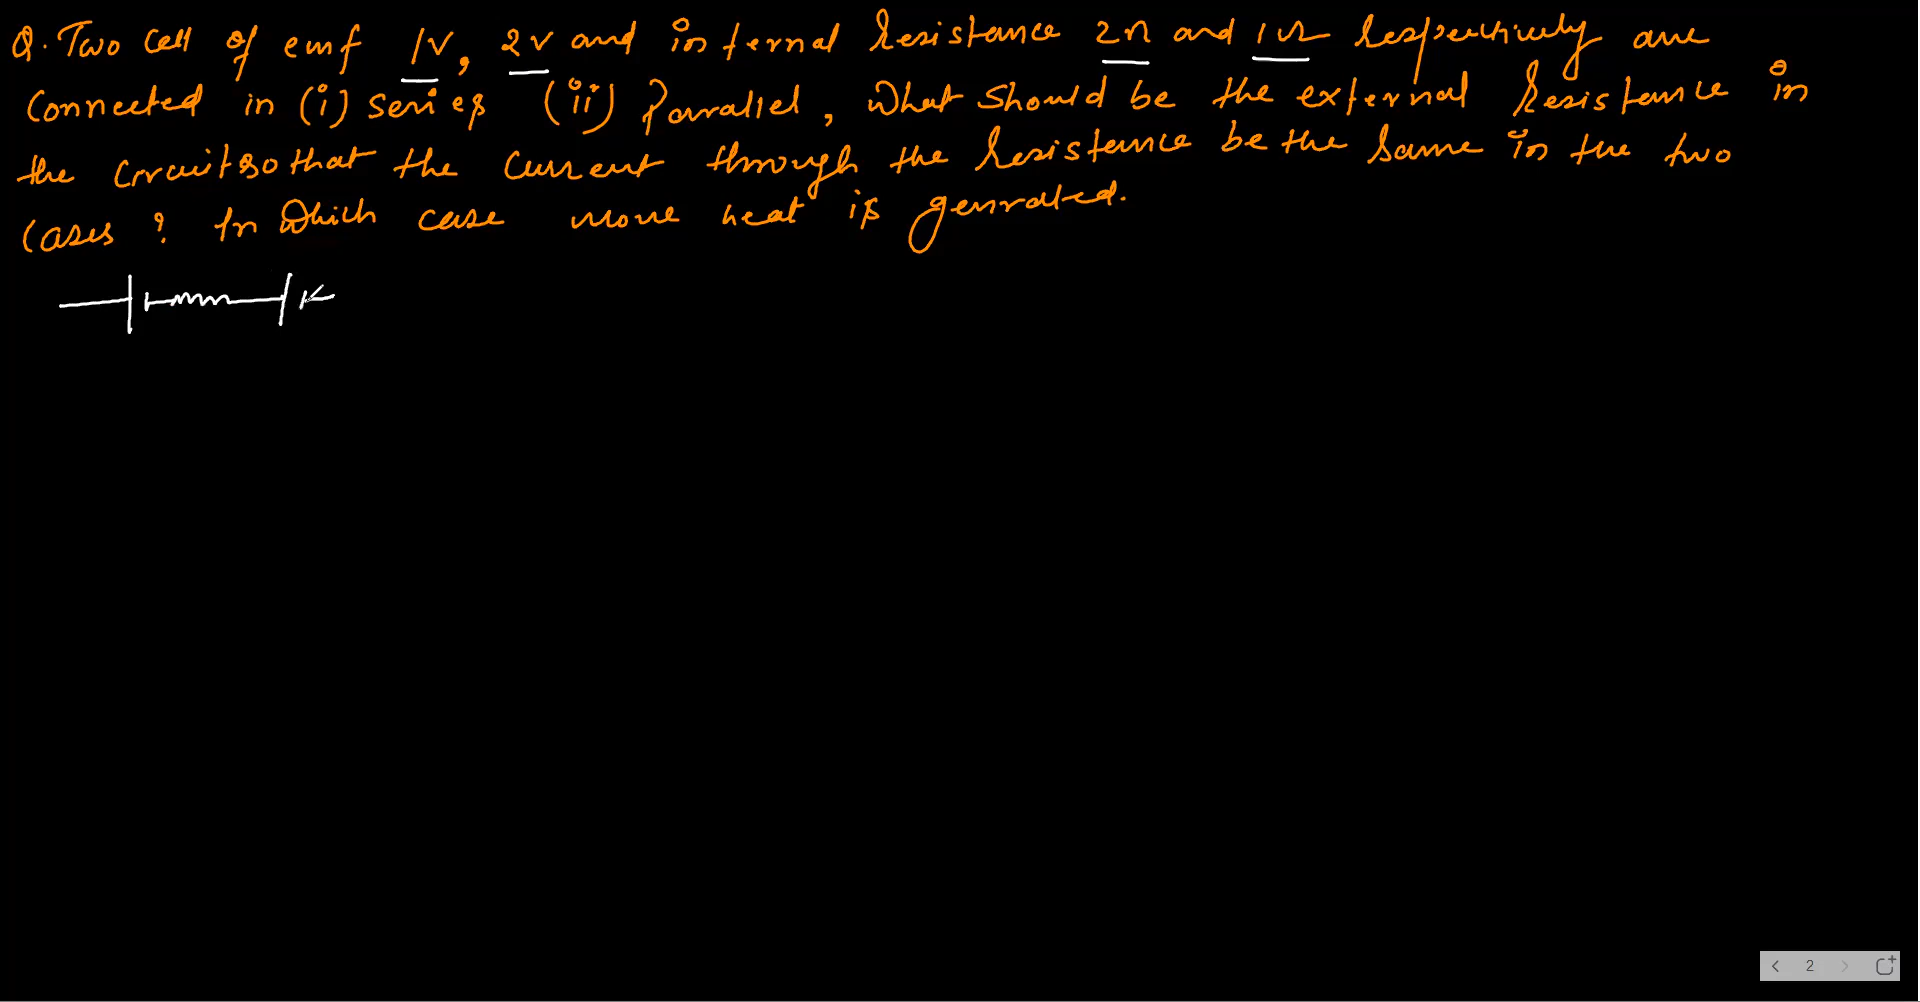 Q. Two cell of emf 1V, 2V and internal Resistance 2Ω and 1Ω Respectively are
connected in (i) series (ii) Parrallel, What should be the external Resistance in
the circuit so that the current through the Resistance be the same in the two
cases ? In Which case more heat is genrated.
2